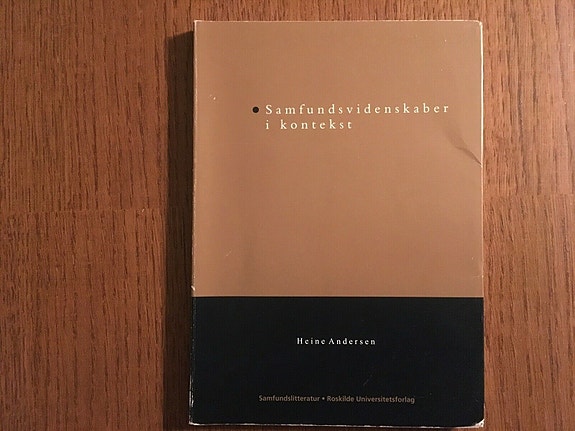 • Samfundsvidenskaber
i kontekst
Heine Andersen
Samfundslitteratur • Roskilde Universitetsforlag